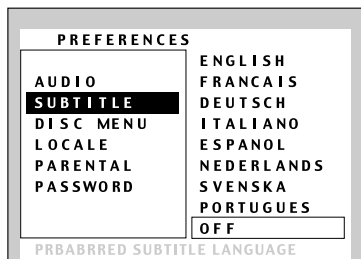 PREFERENCES
AUDIO
SUBTITLE
DISC MENU
LOCALE
PARENTAL
PASSWORD
ENGLISH
FRANCAIS
DEUTSCH
ITALIANO
ESPANOL
NEDERLANDS
SVENSKA
PORTUGUES
OFF
PRBABRRED SUBTITLE LANGUAGE